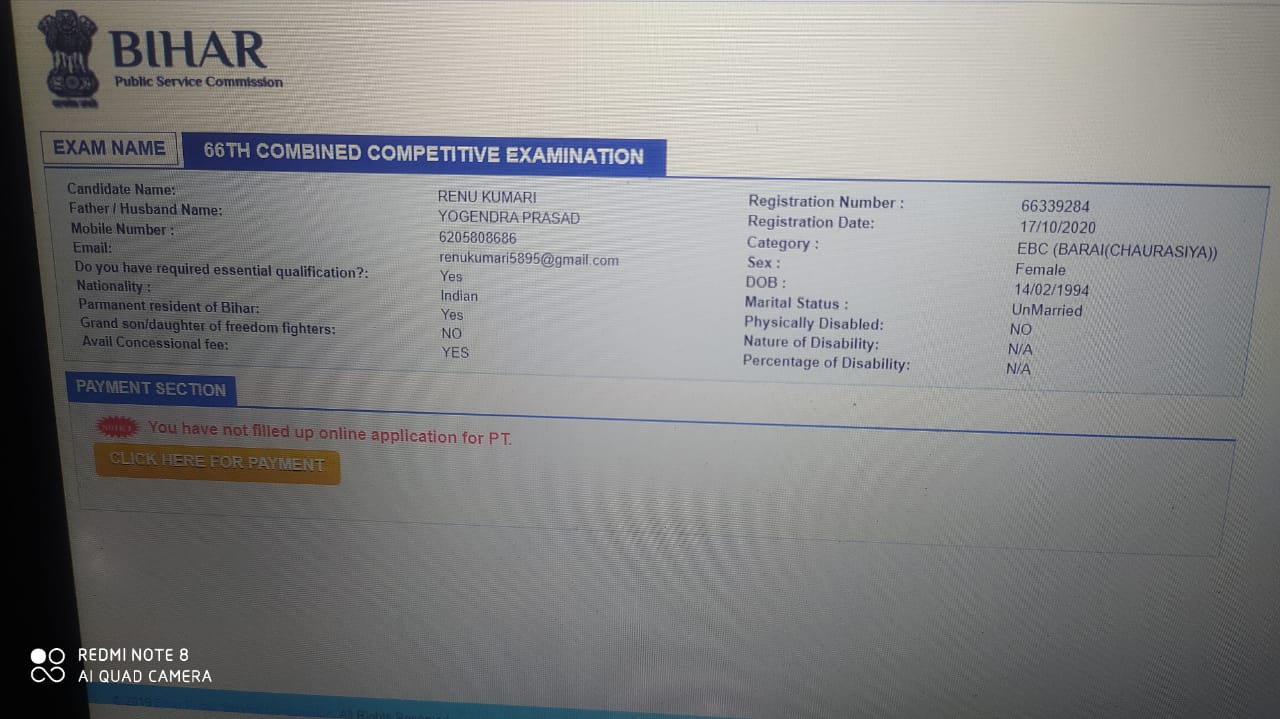 BIHAR
Public Service Commission
EXAM NAME 66TH COMBINED COMPETITIVE EXAMINATION
Candidate Name: RENU KUMARI
Father / Husband Name: YOGENDRA PRASAD
Mobile Number : 6205808686
Email: renukumari5895@gmail.com
Do you have required essential qualification?: Yes
Nationality : Indian
Parmanent resident of Bihar: Yes
Grand son/daughter of freedom fighters: NO
Avail Concessional fee: YES
Registration Number : 66339284
Registration Date: 17/10/2020
Category : EBC (BARAI(CHAURASIYA))
Sex : Female
DOB : 14/02/1994
Marital Status : UnMarried
Physically Disabled: NO
Nature of Disability: N/A
Percentage of Disability: N/A
PAYMENT SECTION
You have not filled up online application for PT.
CLICK HERE FOR PAYMENT
REDMI NOTE 8
AI QUAD CAMERA
All Rights Reserved